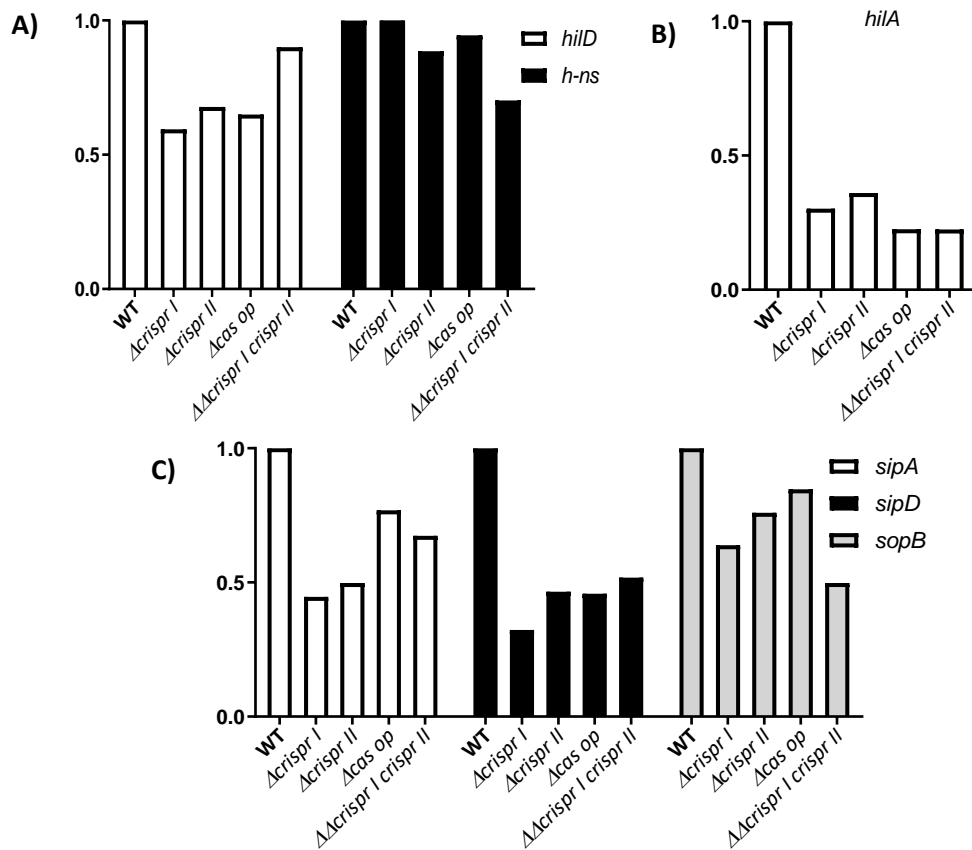 A)
1.0
0.5
0.0
WT
Δcrispr I
Δcrispr II
Δcas op
ΔΔcrispr I crispr II
WT
Δcrispr I
Δcrispr II
Δcas op
ΔΔcrispr I crispr II
hilD
h-ns
B)
hilA
1.0
0.5
0.0
WT
Δcrispr I
Δcrispr II
Δcas op
ΔΔcrispr I crispr II
C)
1.0
0.5
0.0
WT
Δcrispr I
Δcrispr II
Δcas op
ΔΔcrispr I crispr II
WT
Δcrispr I
Δcrispr II
Δcas op
ΔΔcrispr I crispr II
WT
Δcrispr I
Δcrispr II
Δcas op
ΔΔcrispr I crispr II
sipA
sipD
sopB